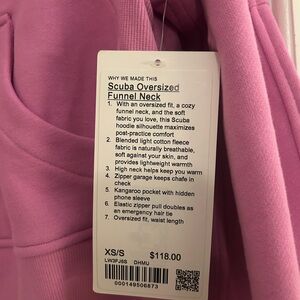 WHY WE MADE THIS
Scuba Oversized
Funnel Neck
1. With an oversized fit, a cozy
funnel neck, and the soft
fabric you love, this Scuba
hoodie silhouette maximizes
post-practice comfort
2. Blended light cotton fleece
fabric is naturally breathable,
soft against your skin, and
provides lightweight warmth
3. High neck helps keep you warm
4. Zipper garage keeps chafe in
check
5. Kangaroo pocket with hidden
phone sleeve
6. Elastic zipper pull doubles as
an emergency hair tie
7. Oversized fit, waist length
XS/S $118.00
LW3FJ6S DHMU
000149506873